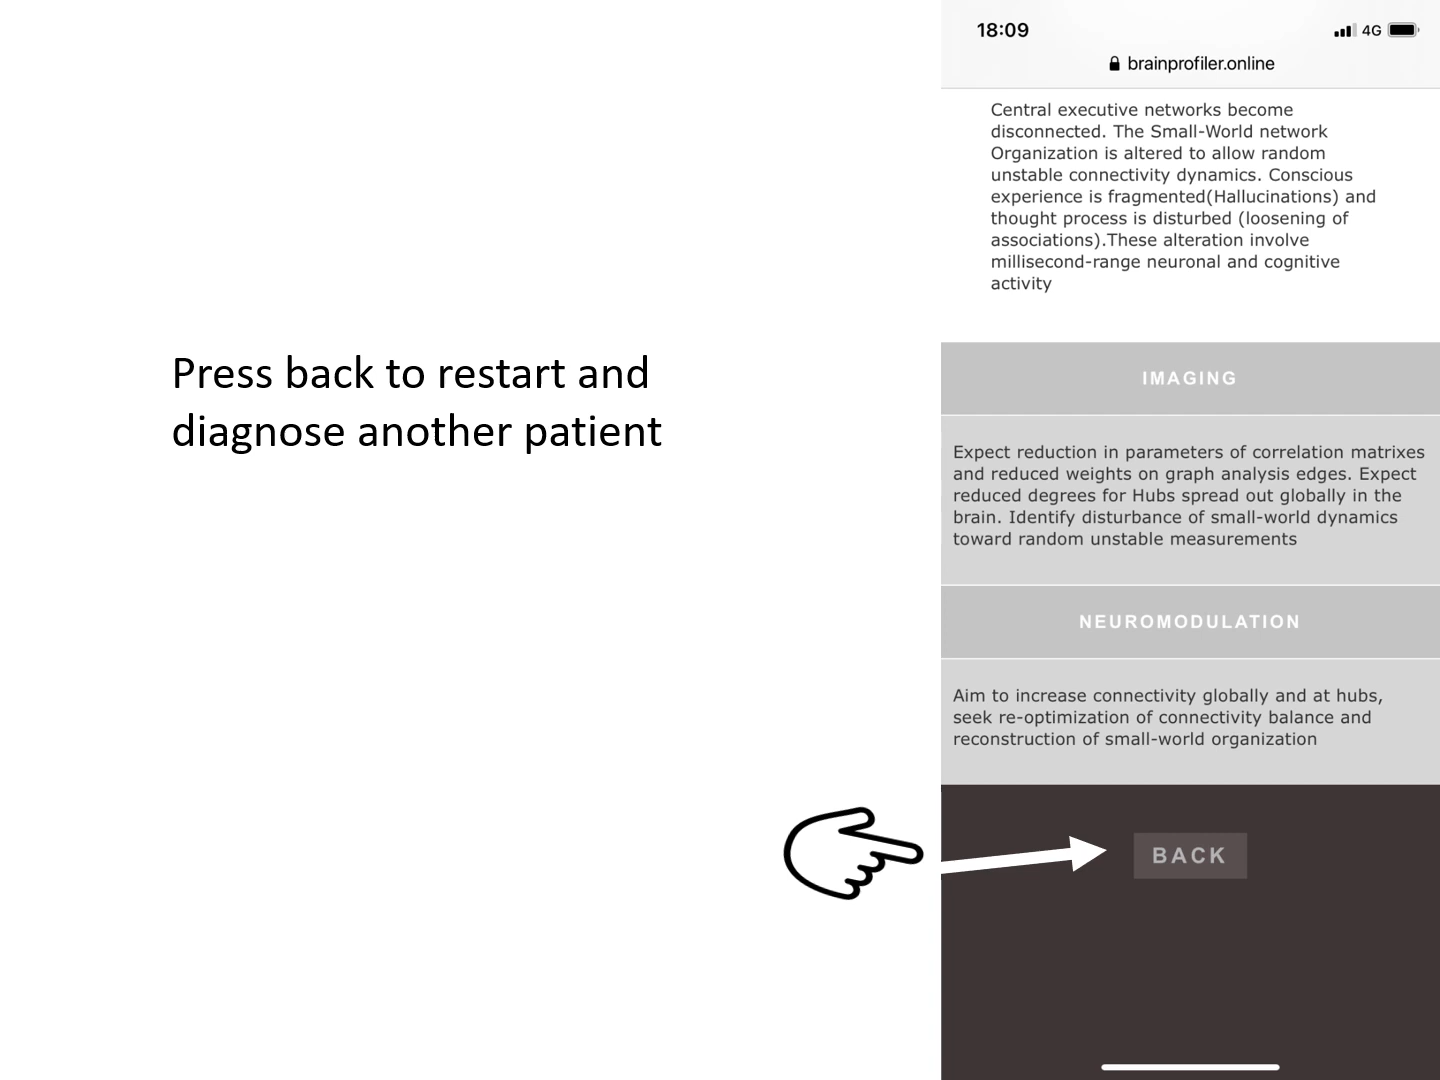 Press back to restart and
diagnose another patient
18:09
4G
brainprofiler.online
Central executive networks become
disconnected. The Small-World network
Organization is altered to allow random
unstable connectivity dynamics. Conscious
experience is fragmented(Hallucinations) and
thought process is disturbed (loosening of
associations).These alteration involve
millisecond-range neuronal and cognitive
activity
IMAGING
Expect reduction in parameters of correlation matrixes
and reduced weights on graph analysis edges. Expect
reduced degrees for Hubs spread out globally in the
brain. Identify disturbance of small-world dynamics
toward random unstable measurements
NEUROMODULATION
Aim to increase connectivity globally and at hubs,
seek re-optimization of connectivity balance and
reconstruction of small-world organization
BACK